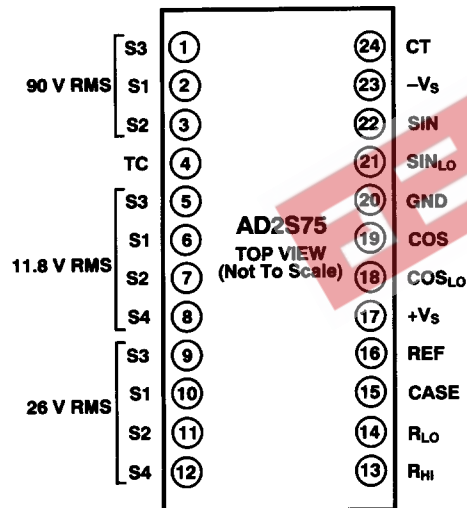 S3 1 24 CT
90 V RMS S1 2 23 –VS
S2 3 22 SIN
TC 4 21 SINLO
S3 5 20 GND
AD2S75
S1 6 19 COS
TOP VIEW
11.8 V RMS
(Not To Scale)
S2 7 18 COSLO
S4 8 17 +VS
S3 9 16 REF
26 V RMS S1 10 15 CASE
S2 11 14 RLO
S4 12 13 RHI